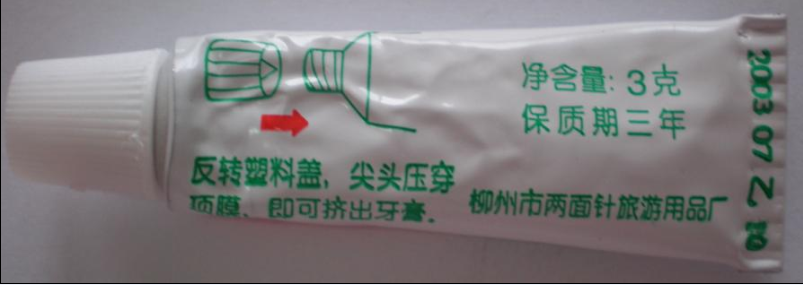 净含量: 3克
保质期三年
反转塑料盖, 尖头压穿
顶膜, 即可挤出牙膏.
柳州市两面针旅游用品厂
2003 07 乙